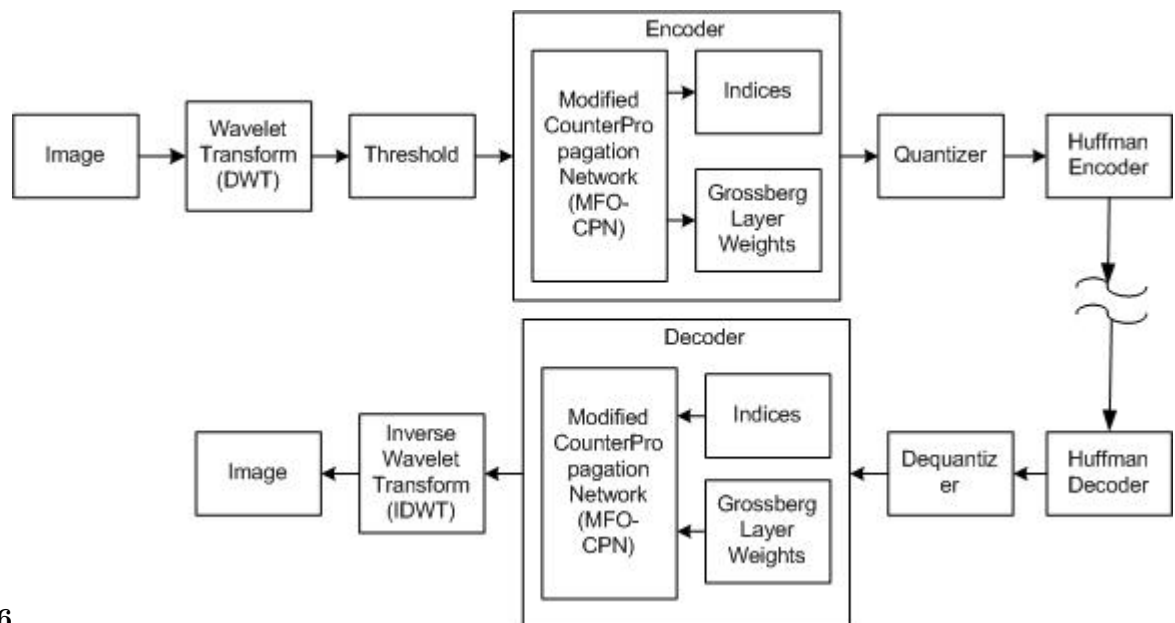 Encoder
Image
Wavelet
Transform
(DWT)
Threshold
Modified
CounterPro
pagation
Network
(MFO-
CPN)
Indices
Grossberg
Layer
Weights
Quantizer
Huffman
Encoder
Decoder
Image
Inverse
Wavelet
Transform
(IDWT)
Modified
CounterPro
pagation
Network
(MFO-
CPN)
Indices
Grossberg
Layer
Weights
Dequantiz
er
Huffman
Decoder